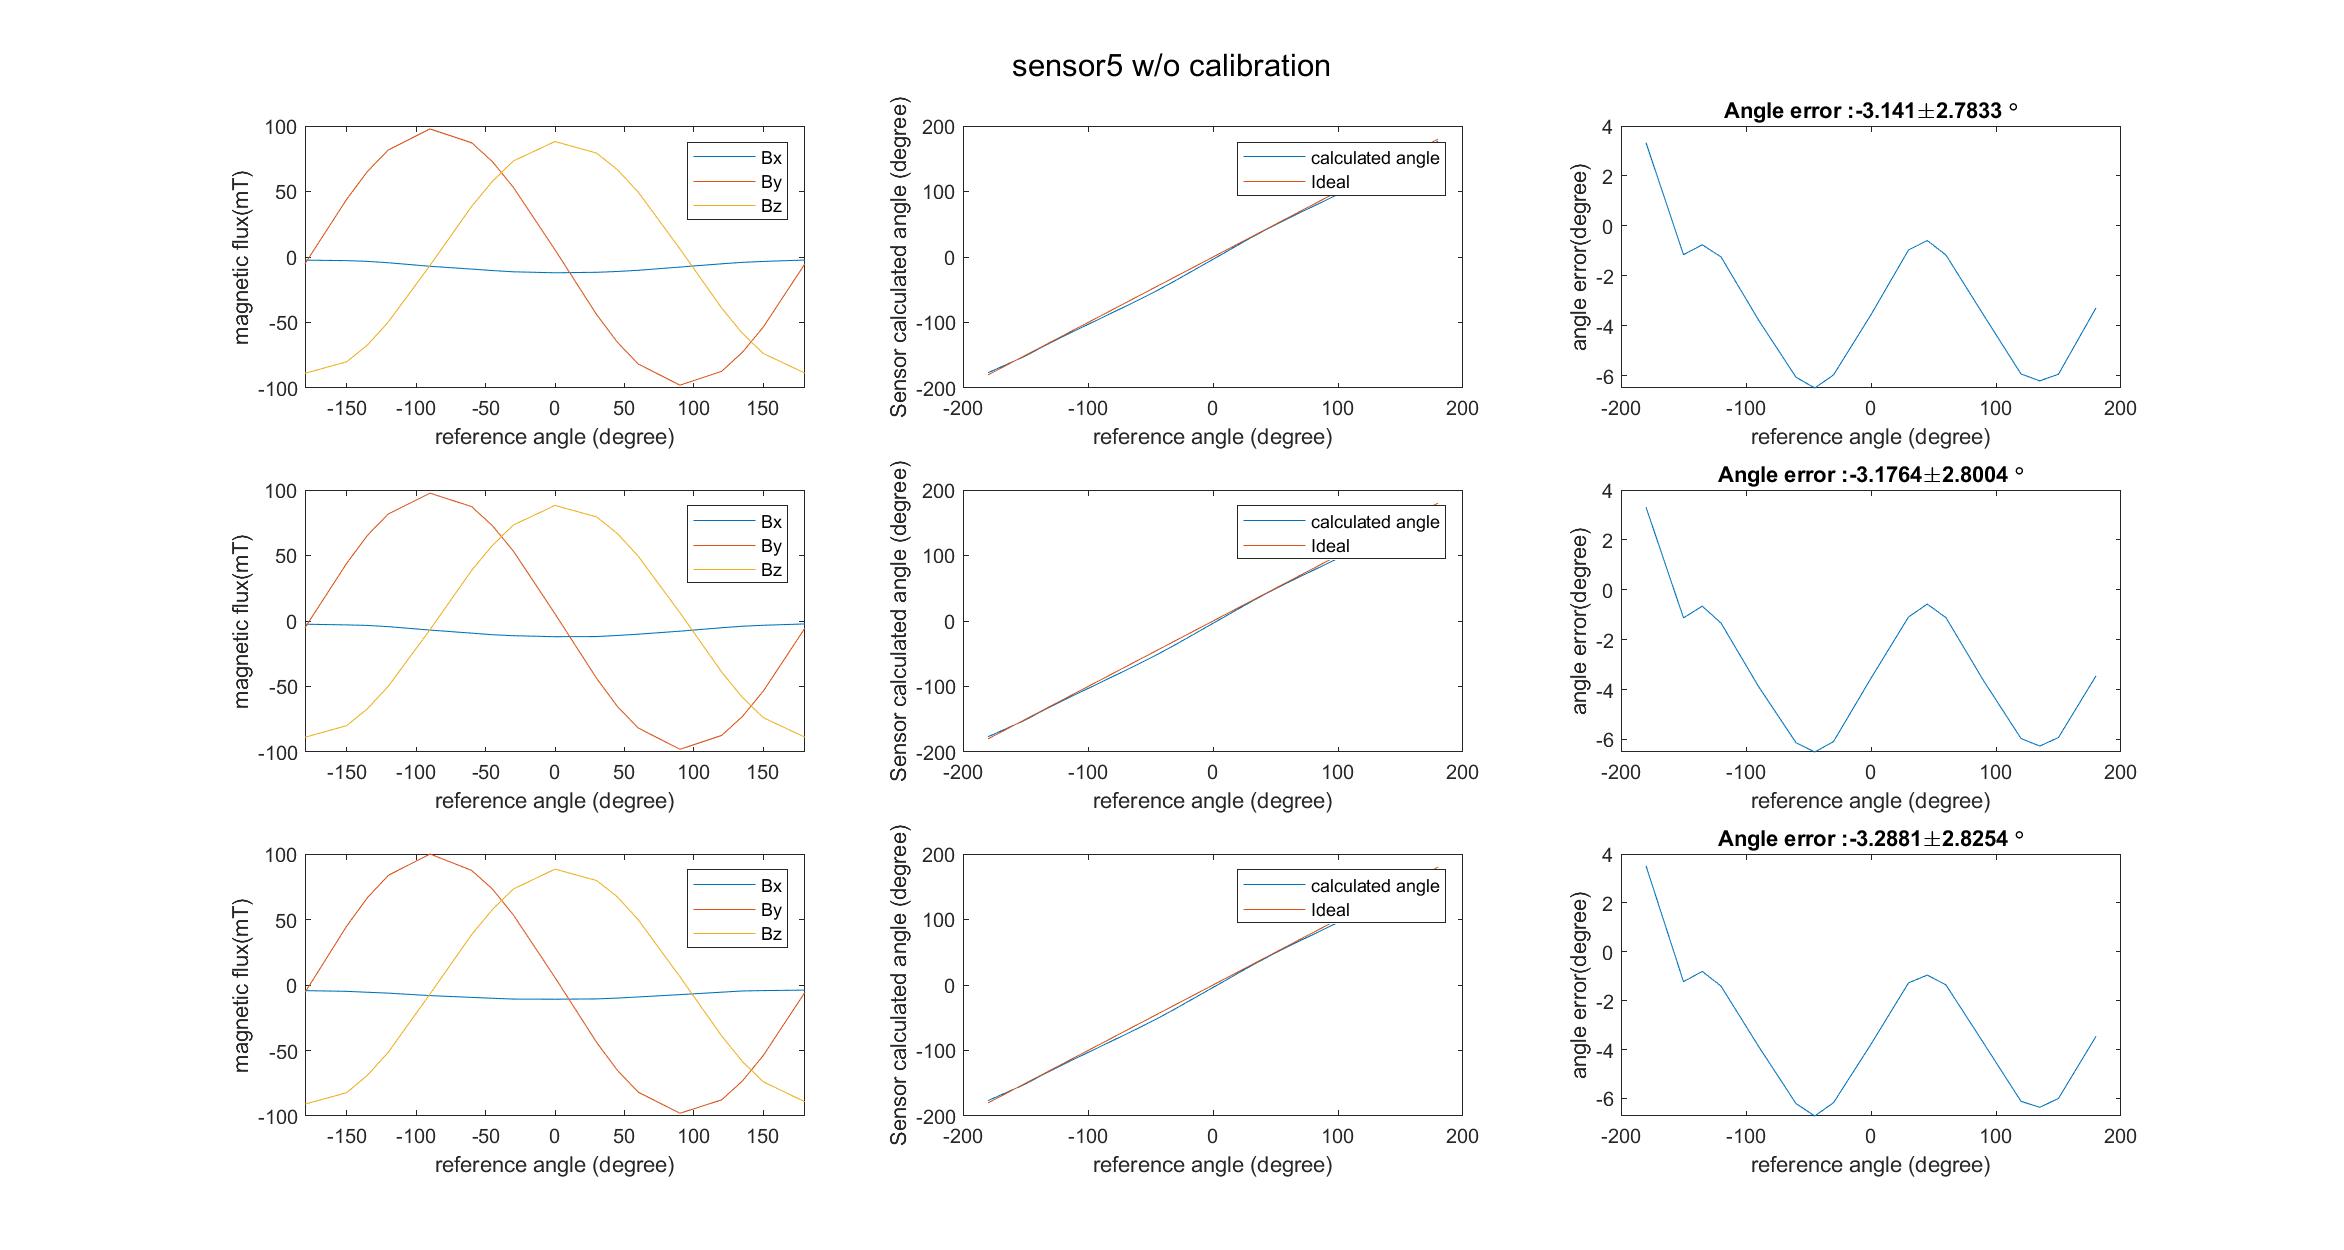 sensor5 w/o calibration
Angle error :-3.141±2.7833 °
100
50
0
-50
-100
magnetic flux(mT)
Bx
By
Bz
-150 -100 -50 0 50 100 150
reference angle (degree)
200
100
0
-100
-200
Sensor calculated angle (degree)
calculated angle
Ideal
-200 -100 0 100 200
reference angle (degree)
4
2
0
-2
-4
-6
angle error(degree)
-200 -100 0 100 200
reference angle (degree)
Angle error :-3.1764±2.8004 °
100
50
0
-50
-100
magnetic flux(mT)
Bx
By
Bz
-150 -100 -50 0 50 100 150
reference angle (degree)
200
100
0
-100
-200
Sensor calculated angle (degree)
calculated angle
Ideal
-200 -100 0 100 200
reference angle (degree)
4
2
0
-2
-4
-6
angle error(degree)
-200 -100 0 100 200
reference angle (degree)
Angle error :-3.2881±2.8254 °
100
50
0
-50
-100
magnetic flux(mT)
Bx
By
Bz
-150 -100 -50 0 50 100 150
reference angle (degree)
200
100
0
-100
-200
Sensor calculated angle (degree)
calculated angle
Ideal
-200 -100 0 100 200
reference angle (degree)
4
2
0
-2
-4
-6
angle error(degree)
-200 -100 0 100 200
reference angle (degree)